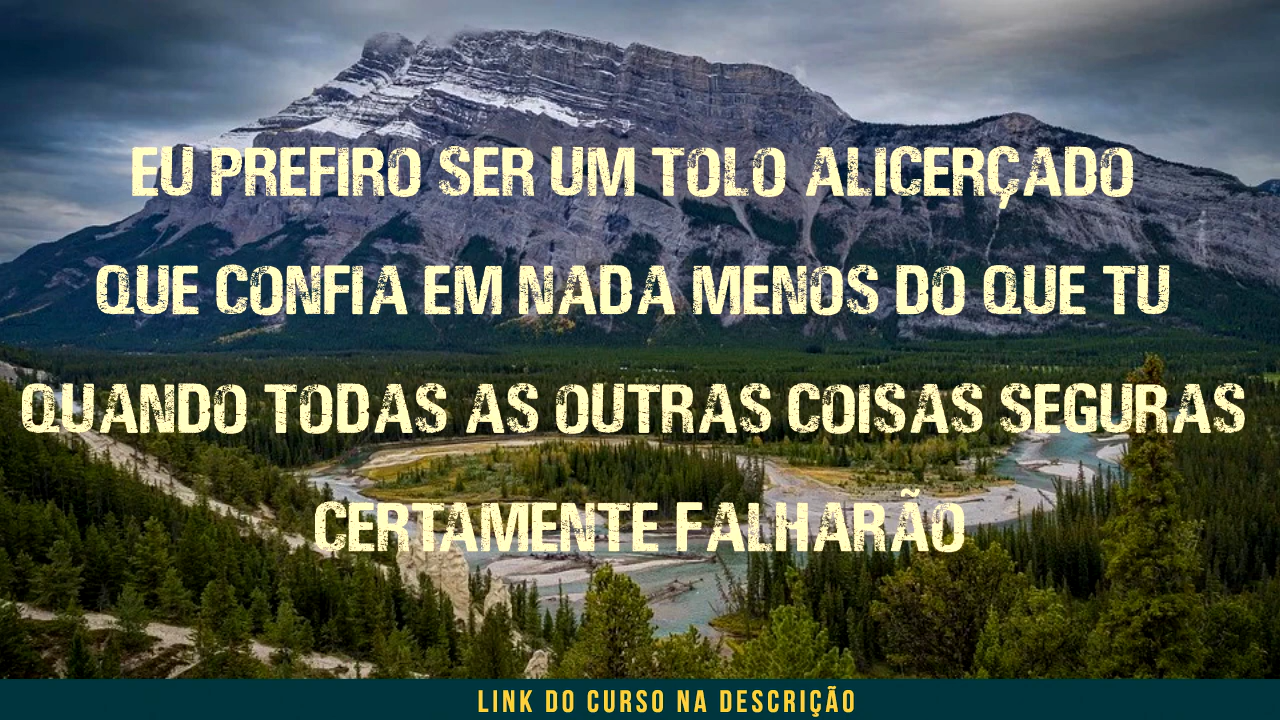 EU PREFIRO SER UM TOLO ALICERÇADO
QUE CONFIA EM NADA MENOS DO QUE TU
QUANDO TODAS AS OUTRAS COISAS SEGURAS
CERTAMENTE FALHARÃO
LINK DO CURSO NA DESCRIÇÃO